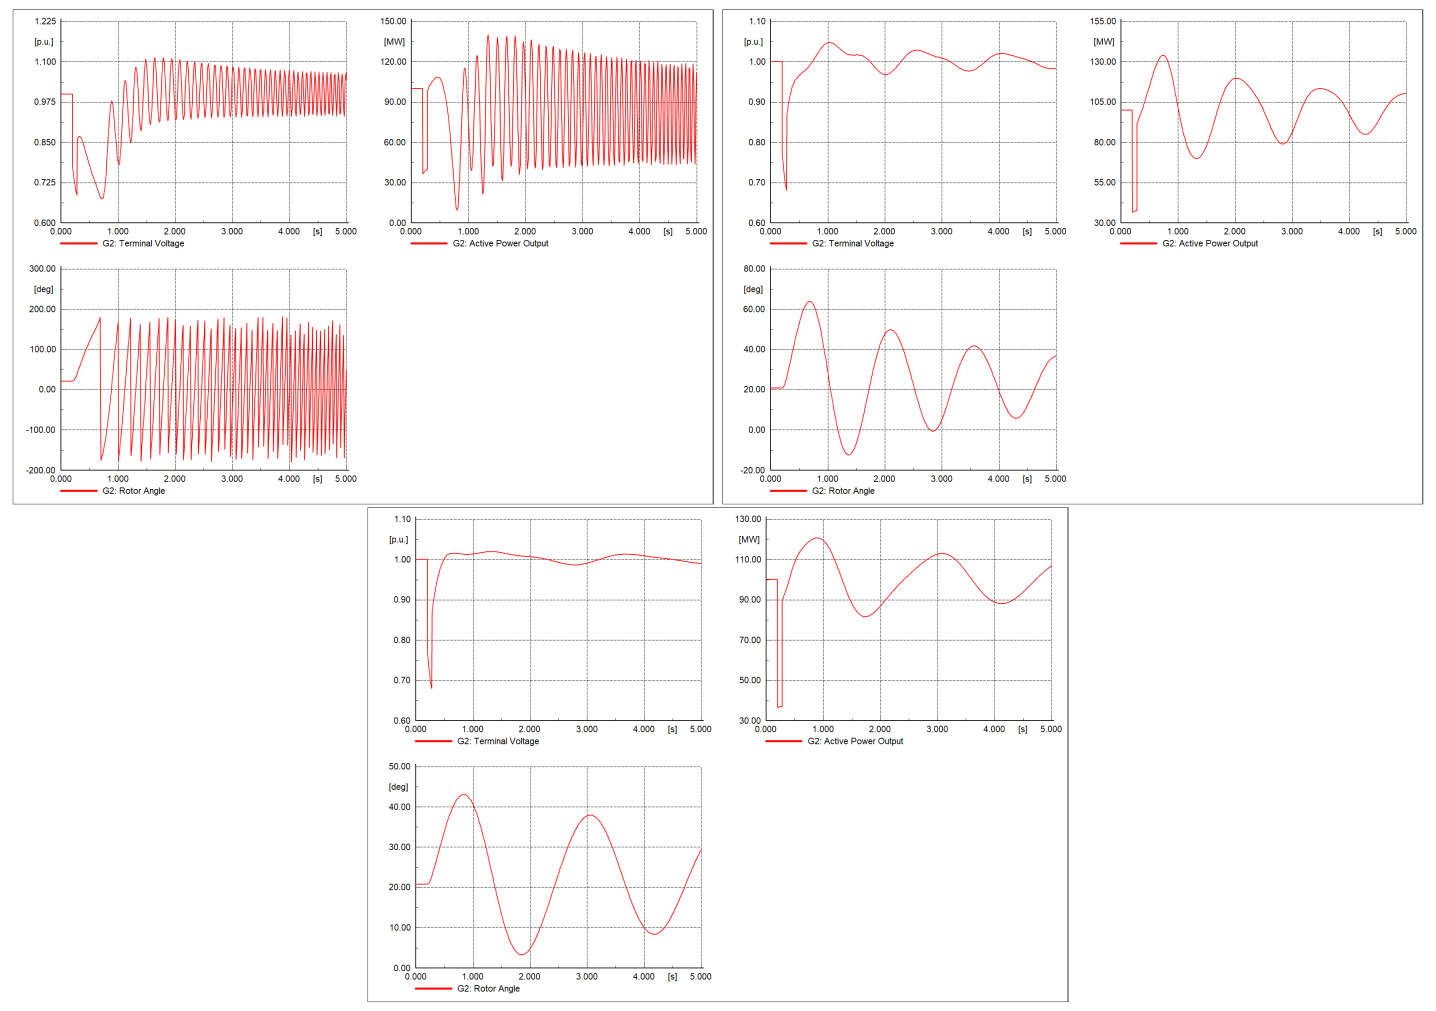 1.225
[p.u.]
1.100
0.975
0.850
0.725
0.600
0.000 1.000 2.000 3.000 4.000 [s] 5.000
G2: Terminal Voltage
150.00
[MW]
120.00
90.00
60.00
30.00
0.00
0.000 1.000 2.000 3.000 4.000 [s] 5.000
G2: Active Power Output
300.00
[deg]
200.00
100.00
0.00
-100.00
-200.00
0.000 1.000 2.000 3.000 4.000 [s] 5.000
G2: Rotor Angle
1.10
[p.u.]
1.00
0.90
0.80
0.70
0.60
0.000 1.000 2.000 3.000 4.000 [s] 5.000
G2: Terminal Voltage
155.00
[MW]
130.00
105.00
80.00
55.00
30.00
0.000 1.000 2.000 3.000 4.000 [s] 5.000
G2: Active Power Output
80.00
[deg]
60.00
40.00
20.00
0.00
-20.00
0.000 1.000 2.000 3.000 4.000 [s] 5.000
G2: Rotor Angle
1.10
[p.u.]
1.00
0.90
0.80
0.70
0.60
0.000 1.000 2.000 3.000 4.000 [s] 5.000
G2: Terminal Voltage
130.00
[MW]
110.00
90.00
70.00
50.00
30.00
0.000 1.000 2.000 3.000 4.000 [s] 5.000
G2: Active Power Output
50.00
[deg]
40.00
30.00
20.00
10.00
0.00
0.000 1.000 2.000 3.000 4.000 [s] 5.000
G2: Rotor Angle